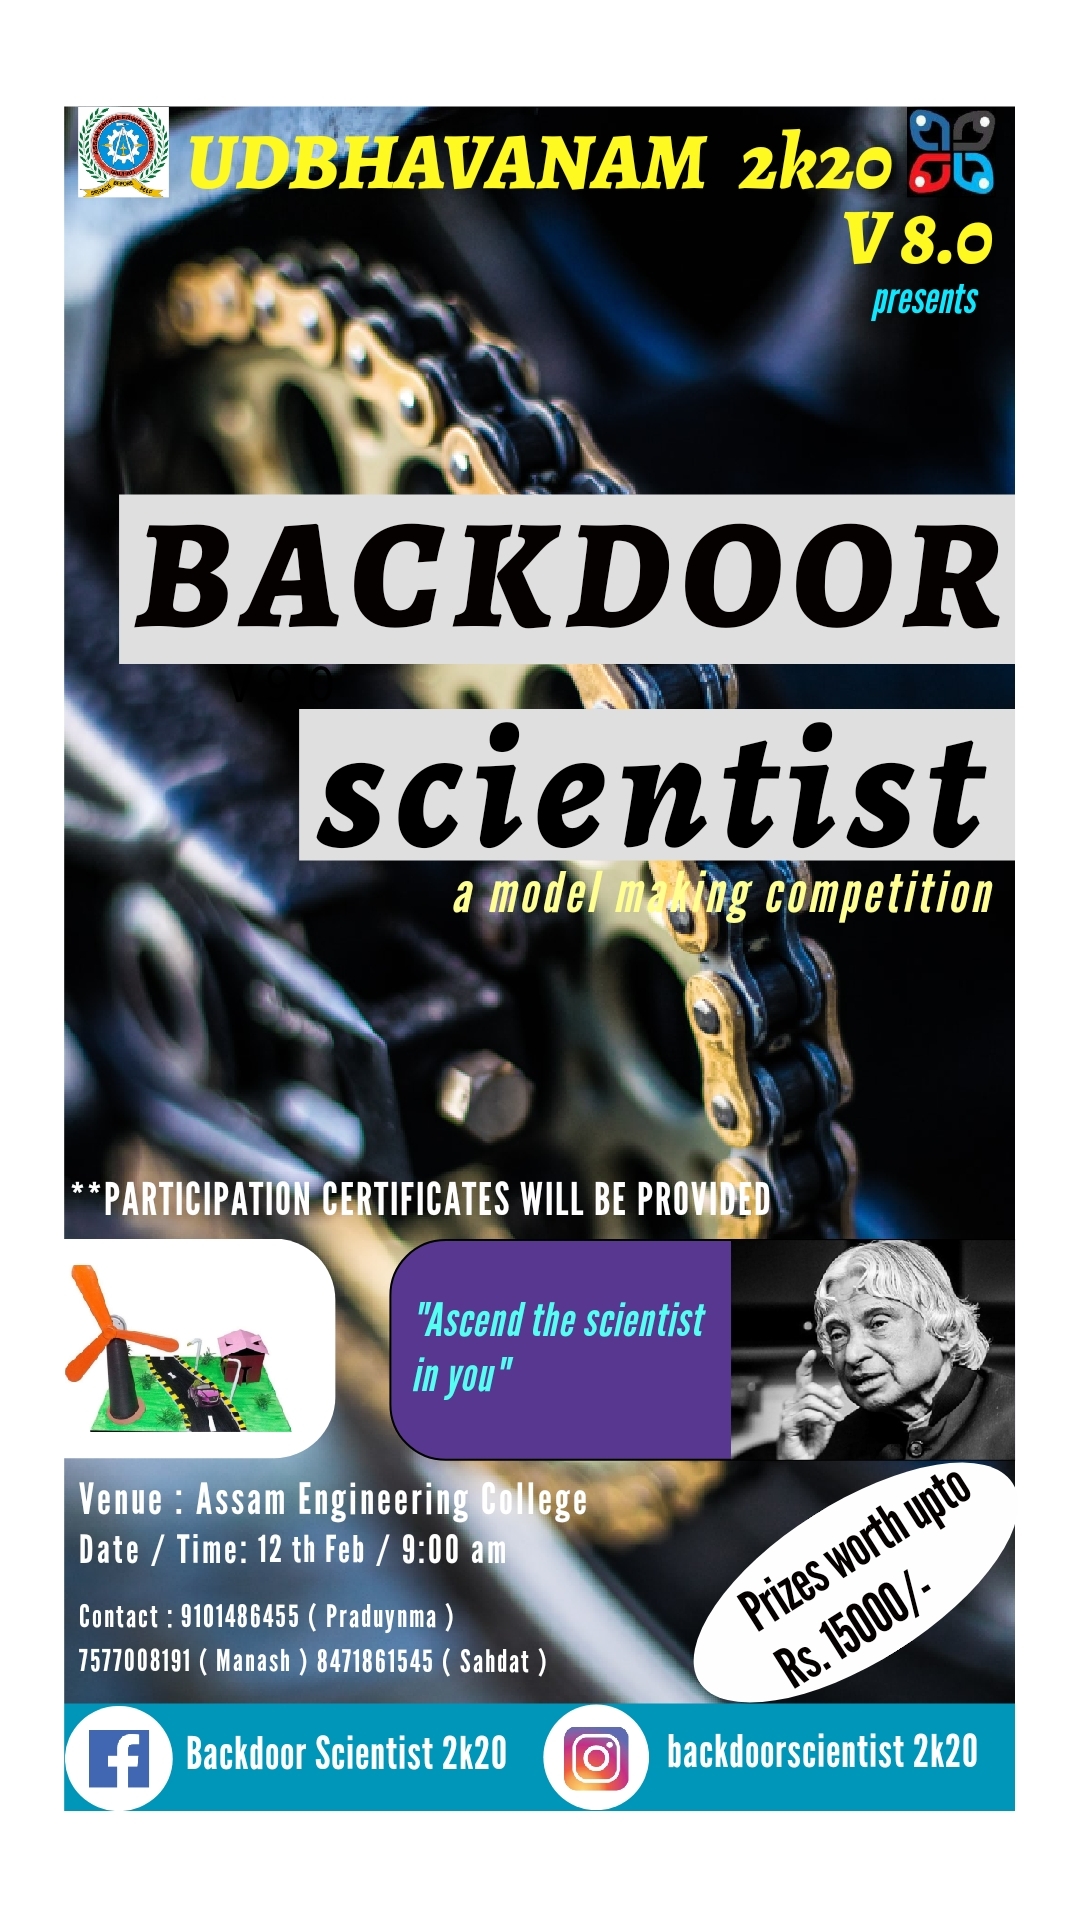 UDBHAVANAM 2k20
V 8.0
presents
BACKDOOR
scientist
a model making competition
**PARTICIPATION CERTIFICATES WILL BE PROVIDED
"Ascend the scientist
in you"
Venue : Assam Engineering College
Date / Time: 12 th Feb / 9:00 am
Contact : 9101486455 ( Praduynma )
7577008191 ( Manash ) 8471861545 ( Sahdat )
Prizes worth upto
Rs. 15000/-
Backdoor Scientist 2k20
backdoorscientist 2k20